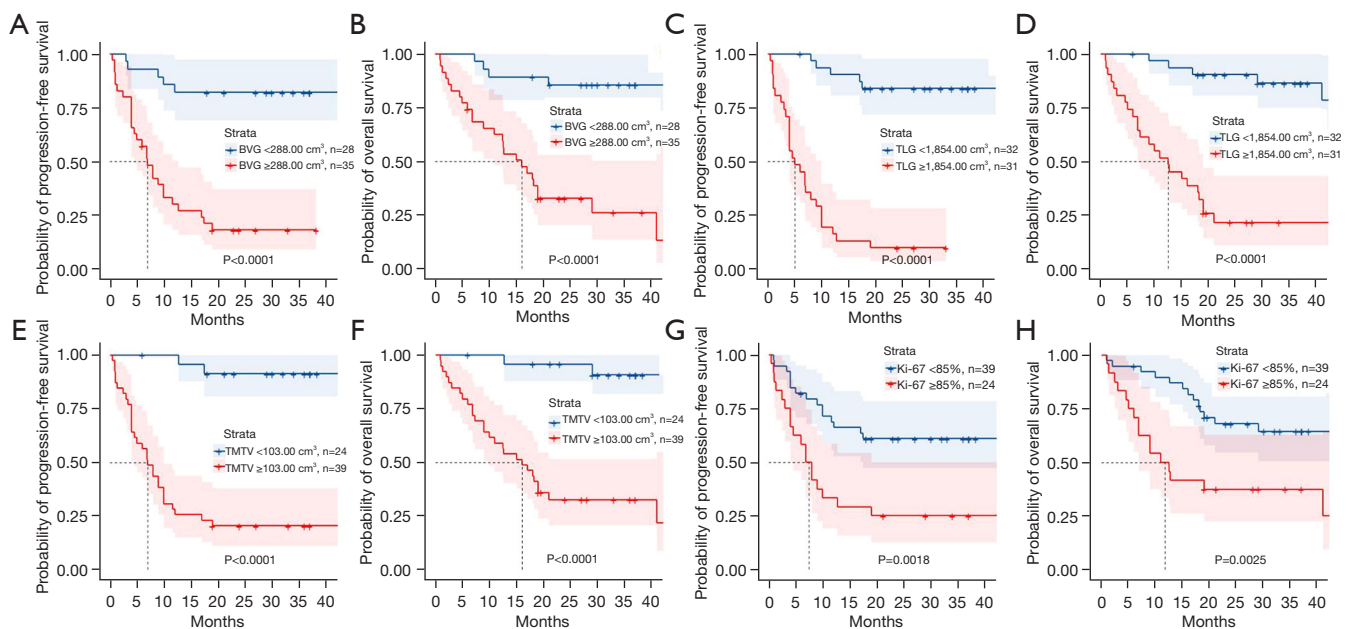 A
Probability of progression-free survival
1.00
0.75
0.50
0.25
0.00
Strata
BVG <288.00 cm³, n=28
BVG ≥288.00 cm³, n=35
P<0.0001
0 5 10 15 20 25 30 35 40
Months
B
Probability of overall survival
1.00
0.75
0.50
0.25
0.00
Strata
BVG <288.00 cm³, n=28
BVG ≥288.00 cm³, n=35
P<0.0001
0 5 10 15 20 25 30 35 40
Months
C
Probability of progression-free survival
1.00
0.75
0.50
0.25
0.00
Strata
TLG <1,854.00 cm³, n=32
TLG ≥1,854.00 cm³, n=31
P<0.0001
0 5 10 15 20 25 30 35 40
Months
D
Probability of overall survival
1.00
0.75
0.50
0.25
0.00
Strata
TLG <1,854.00 cm³, n=32
TLG ≥1,854.00 cm³, n=31
P<0.0001
0 5 10 15 20 25 30 35 40
Months
E
Probability of progression-free survival
1.00
0.75
0.50
0.25
0.00
Strata
TMTV <103.00 cm³, n=24
TMTV ≥103.00 cm³, n=39
P<0.0001
0 5 10 15 20 25 30 35 40
Months
F
Probability of overall survival
1.00
0.75
0.50
0.25
0.00
Strata
TMTV <103.00 cm³, n=24
TMTV ≥103.00 cm³, n=39
P<0.0001
0 5 10 15 20 25 30 35 40
Months
G
Probability of progression-free survival
1.00
0.75
0.50
0.25
0.00
Strata
Ki-67 <85%, n=39
Ki-67 ≥85%, n=24
P=0.0018
0 5 10 15 20 25 30 35 40
Months
H
Probability of overall survival
1.00
0.75
0.50
0.25
0.00
Strata
Ki-67 <85%, n=39
Ki-67 ≥85%, n=24
P=0.0025
0 5 10 15 20 25 30 35 40
Months